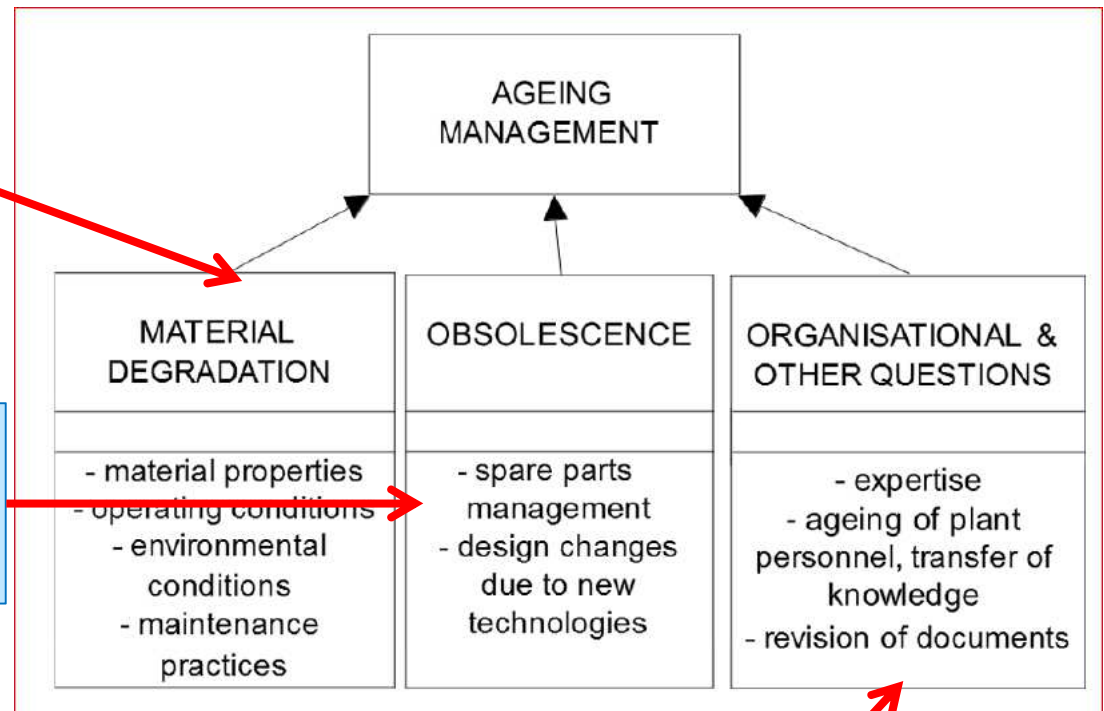 AGEING
MANAGEMENT
MATERIAL
DEGRADATION
- material properties
- operating conditions
- environmental
conditions
- maintenance
practices
OBSOLESCENCE
- spare parts
management
- design changes
due to new
technologies
ORGANISATIONAL &
OTHER QUESTIONS
- expertise
- ageing of plant
personnel, transfer of
knowledge
- revision of documents